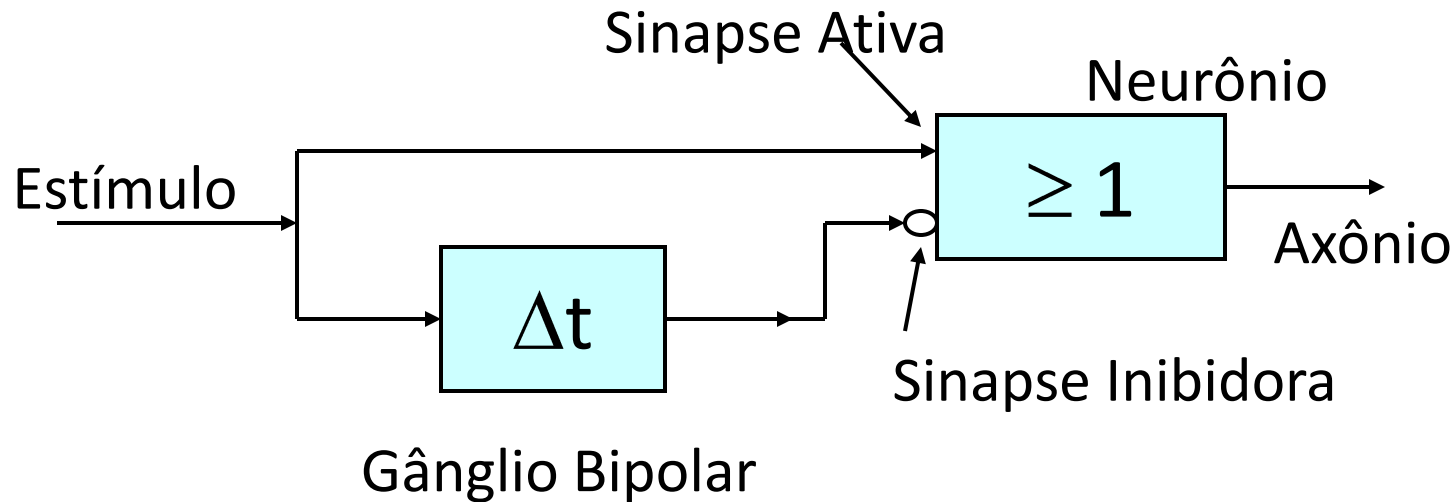 Sinapse Ativa
Neurônio
Estímulo
≥ 1
Axônio
Δt
Sinapse Inibidora
Gânglio Bipolar